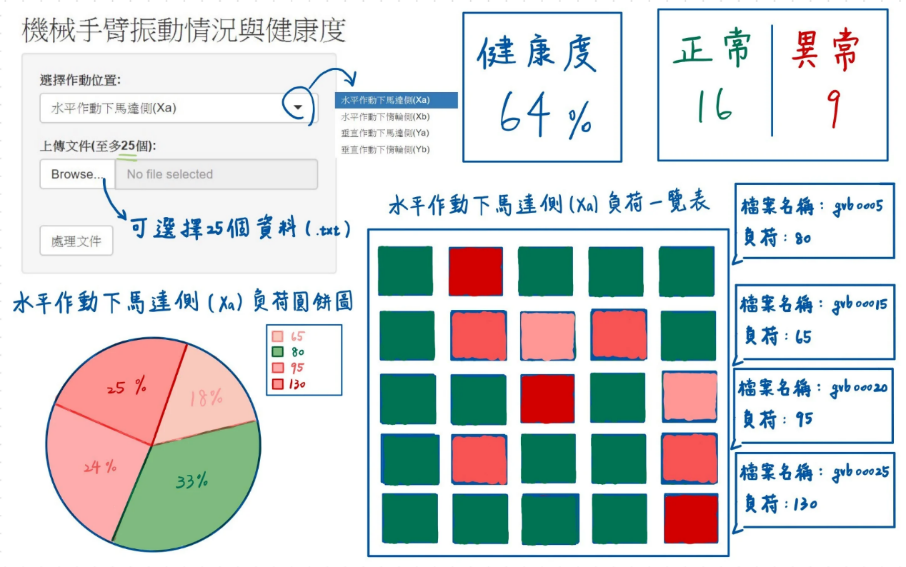 機械手臂振動情況與健康度
選擇作動位置:
水平作動下馬達側(Xa)
水平作動下馬達側(Xa)
水平作動下惰輪側(Xb)
垂直作動下馬達側(Ya)
垂直作動下惰輪側(Yb)
上傳文件(至多25個):
Browse... No file selected
可選擇25個資料(.txt)
處理文件
健康度
64%
正常 異常
16 9
水平作動下馬達側(Xa)負荷圓餅圖
65
80
95
130
25%
18%
24%
33%
水平作動下馬達側(Xa)負荷一覽表
檔案名稱:gvb0005
負荷:80
檔案名稱:gvb00015
負荷:65
檔案名稱:gvb00020
負荷:95
檔案名稱:gvb00025
負荷:130